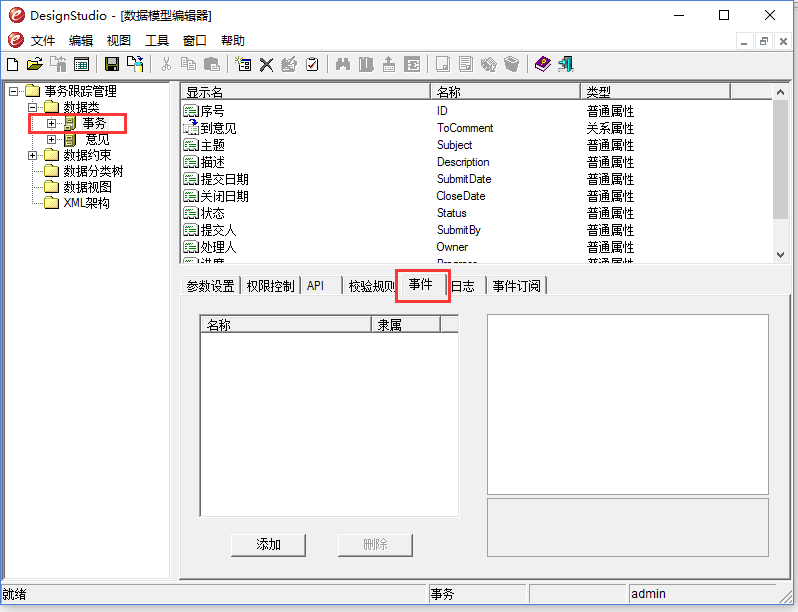 DesignStudio - [数据模型编辑器]
文件 编辑 视图 工具 窗口 帮助
事务跟踪管理
数据类
事务
意见
数据约束
数据分类树
数据视图
XML架构
显示名 名称 类型
序号 ID 普通属性
到意见 ToComment 关系属性
主题 Subject 普通属性
描述 Description 普通属性
提交日期 SubmitDate 普通属性
关闭日期 CloseDate 普通属性
状态 Status 普通属性
提交人 SubmitBy 普通属性
处理人 Owner 普通属性
进度 Progress 普通属性
参数设置 权限控制 API 校验规则 事件 日志 事件订阅
名称 隶属
添加 删除
就绪 事务 admin